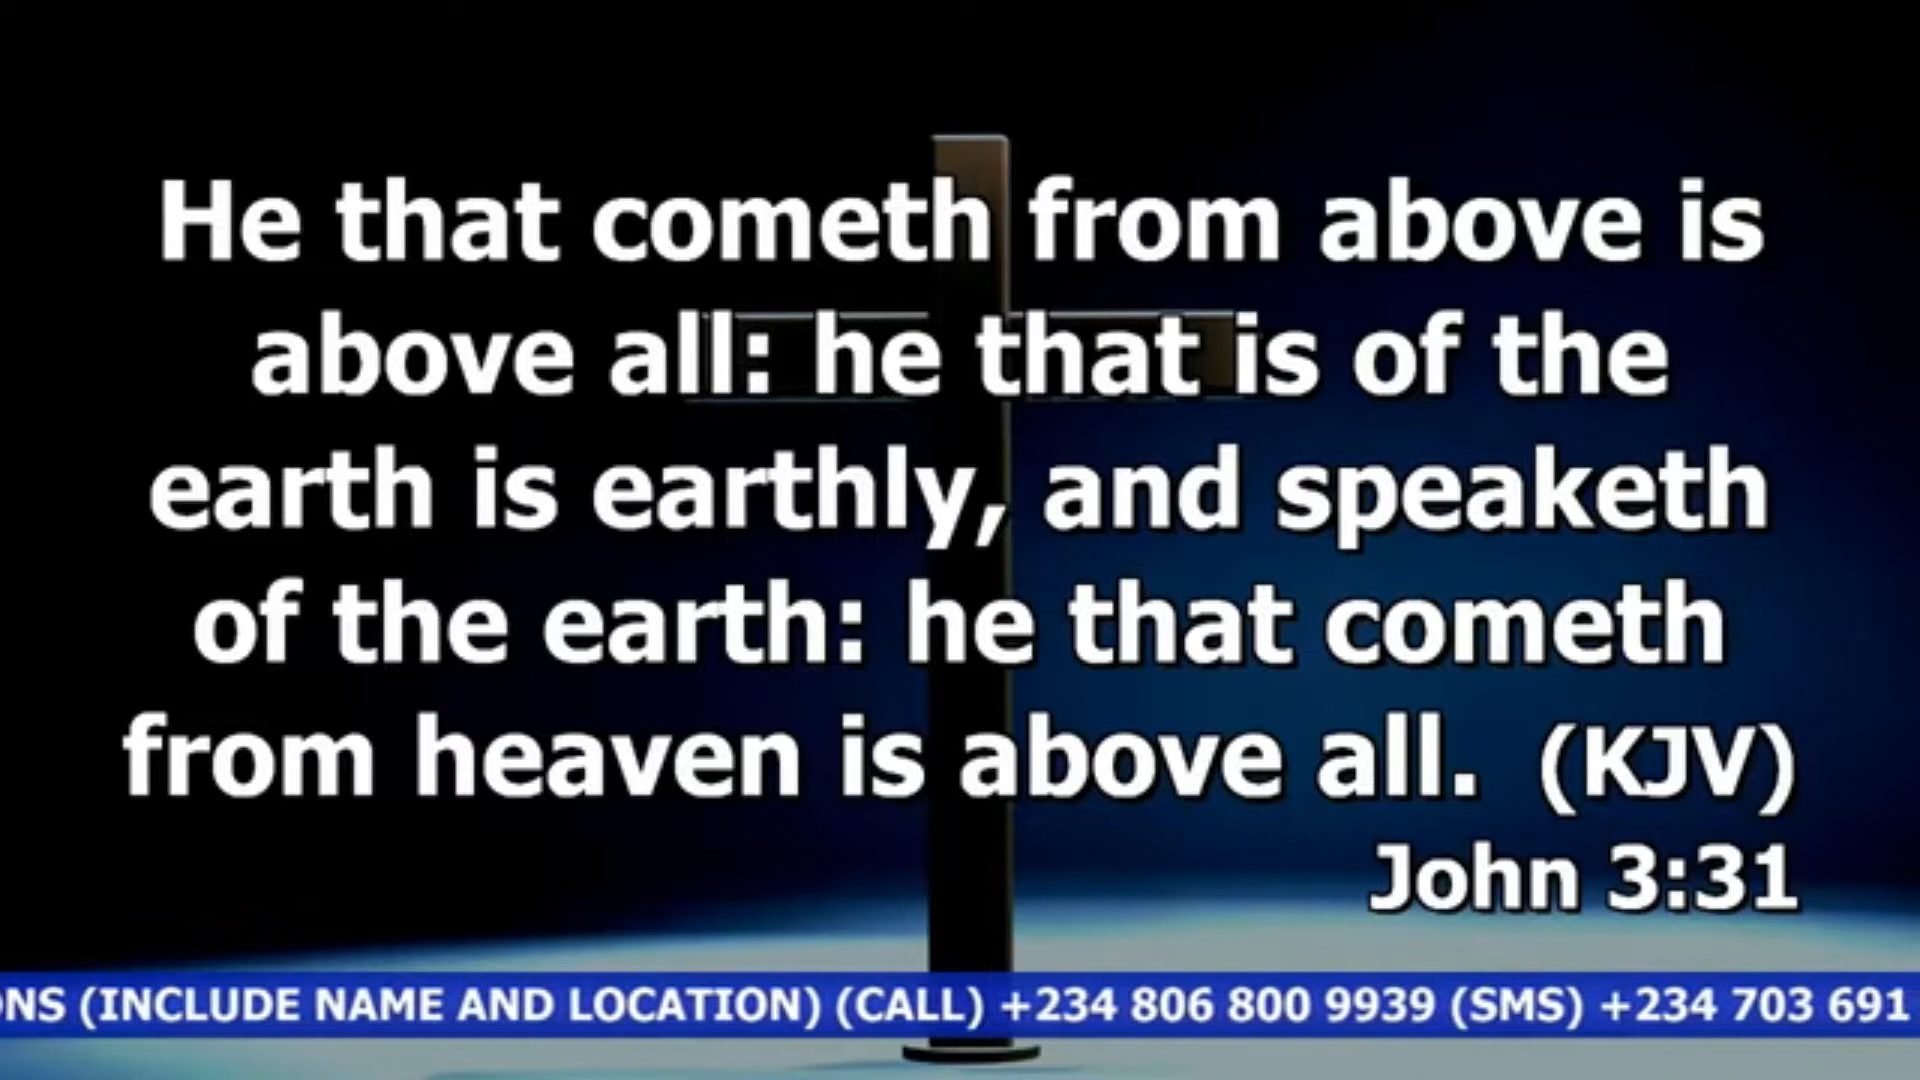 He that cometh from above is
above all: he that is of the
earth is earthly, and speaketh
of the earth: he that cometh
from heaven is above all. (KJV)
John 3:31
(INCLUDE NAME AND LOCATION) (CALL) +234 806 800 9939 (SMS) +234 703 691